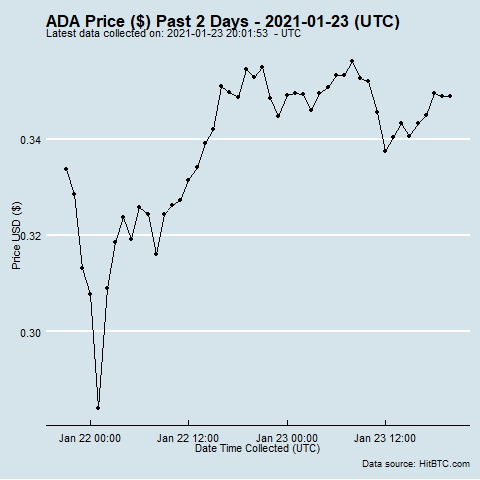 ADA Price ($) Past 2 Days - 2021-01-23 (UTC)
Latest data collected on: 2021-01-23 20:01:53 - UTC
0.34
0.32
0.30
Price USD ($)
Jan 22 00:00 Jan 22 12:00 Jan 23 00:00 Jan 23 12:00
Date Time Collected (UTC)
Data source: HitBTC.com